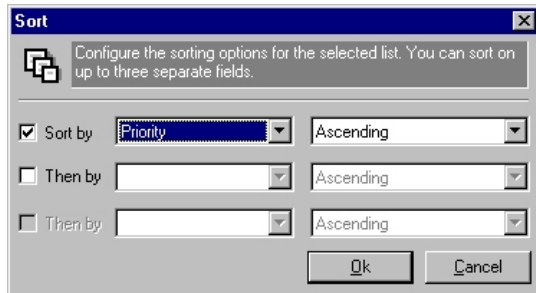 Sort
Configure the sorting options for the selected list. You can sort on
up to three separate fields.
Sort by Priority Ascending
Then by Ascending
Then by Ascending
Ok Cancel